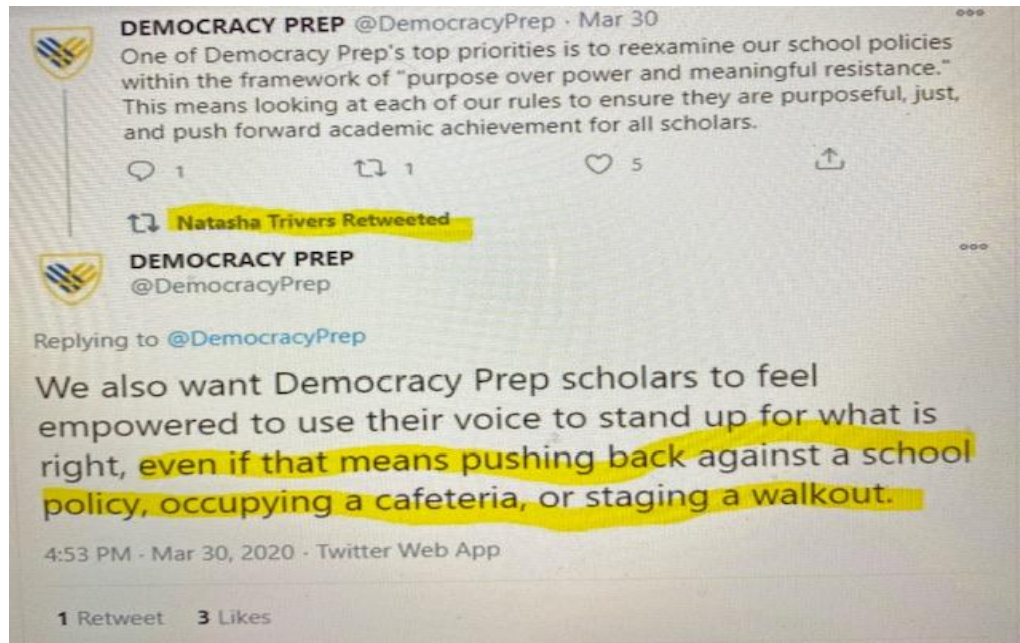 DEMOCRACY PREP @DemocracyPrep · Mar 30
One of Democracy Prep's top priorities is to reexamine our school policies
within the framework of "purpose over power and meaningful resistance."
This means looking at each of our rules to ensure they are purposeful, just,
and push forward academic achievement for all scholars.
1 1 5
Natasha Trivers Retweeted
DEMOCRACY PREP
@DemocracyPrep
Replying to @DemocracyPrep
We also want Democracy Prep scholars to feel
empowered to use their voice to stand up for what is
right, even if that means pushing back against a school
policy, occupying a cafeteria, or staging a walkout.
4:53 PM · Mar 30, 2020 · Twitter Web App
1 Retweet 3 Likes